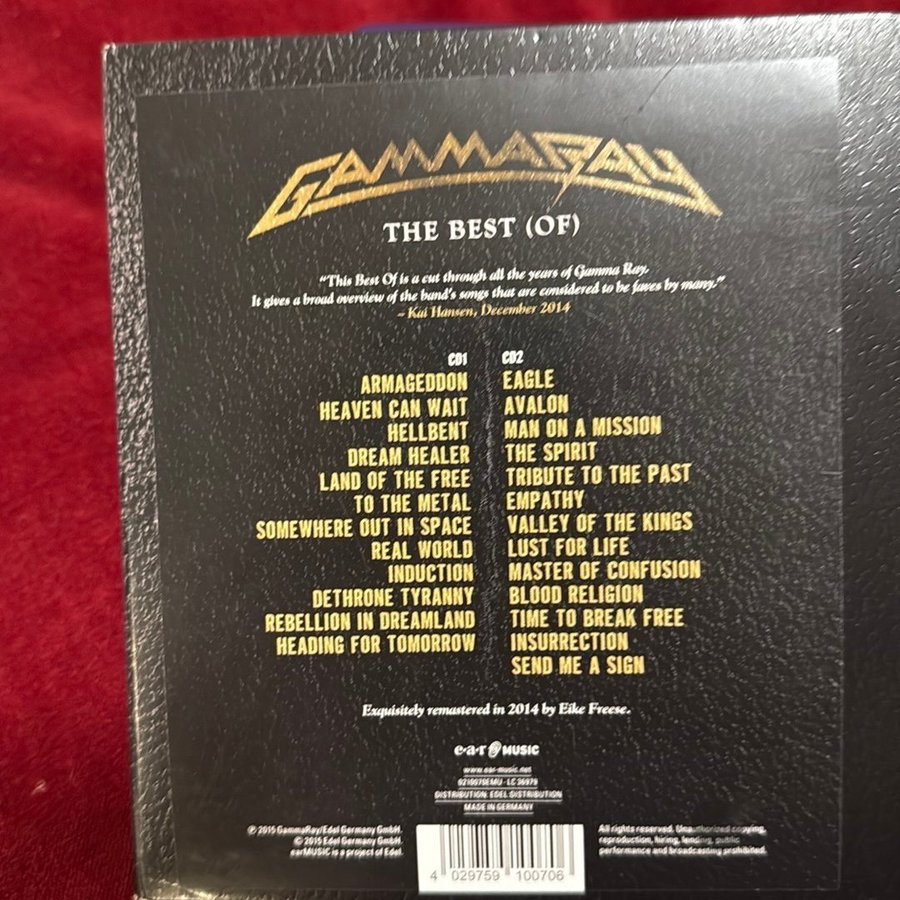 GAMMARAY
THE BEST (OF)
"This Best Of is a cut through all the years of Gamma Ray.
It gives a broad overview of the band's songs that are considered to be faves by many."
– Kai Hansen, December 2014
CD1
ARMAGEDDON
HEAVEN CAN WAIT
HELLBENT
DREAM HEALER
LAND OF THE FREE
TO THE METAL
SOMEWHERE OUT IN SPACE
REAL WORLD
INDUCTION
DETHRONE TYRANNY
REBELLION IN DREAMLAND
HEADING FOR TOMORROW
CD2
EAGLE
AVALON
MAN ON A MISSION
THE SPIRIT
TRIBUTE TO THE PAST
EMPATHY
VALLEY OF THE KINGS
LUST FOR LIFE
MASTER OF CONFUSION
BLOOD RELIGION
TIME TO BREAK FREE
INSURRECTION
SEND ME A SIGN
Exquisitely remastered in 2014 by Eike Freese.
e·a·r MUSIC
www.ear-music.net
0210070EMU · LC 36979
DISTRIBUTION: EDEL DISTRIBUTION
MADE IN GERMANY
℗ 2015 GammaRay/Edel Germany GmbH.
© 2015 Edel Germany GmbH.
earMUSIC is a project of Edel.
4 029759 100706
All rights reserved. Unauthorized copying,
reproduction, hiring, lending, public
performance and broadcasting prohibited.